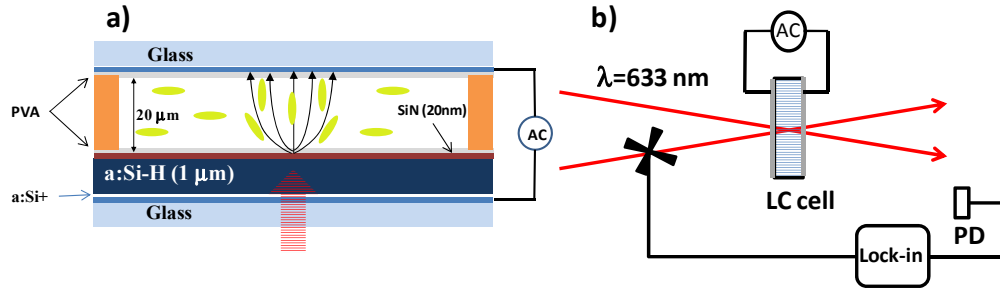 a)
Glass
PVA
20 μm
SiN (20nm)
AC
a:Si-H (1 μm)
a:Si+
Glass
b)
AC
λ=633 nm
LC cell
PD
Lock-in